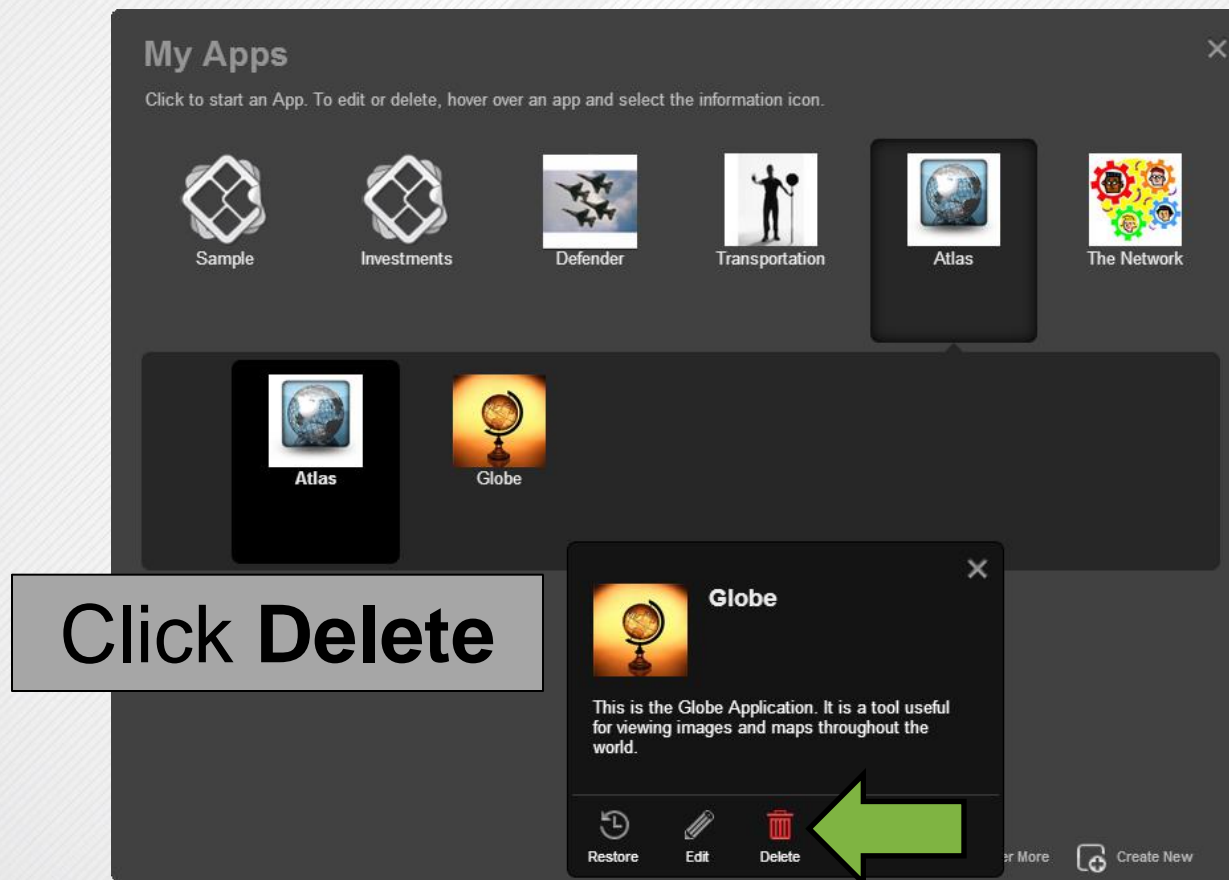 My Apps
Click to start an App. To edit or delete, hover over an app and select the information icon.
Sample
Investments
Defender
Transportation
Atlas
The Network
Atlas
Globe
Click Delete
Globe
This is the Globe Application. It is a tool useful
for viewing images and maps throughout the
world.
Restore
Edit
Delete
More
Create New